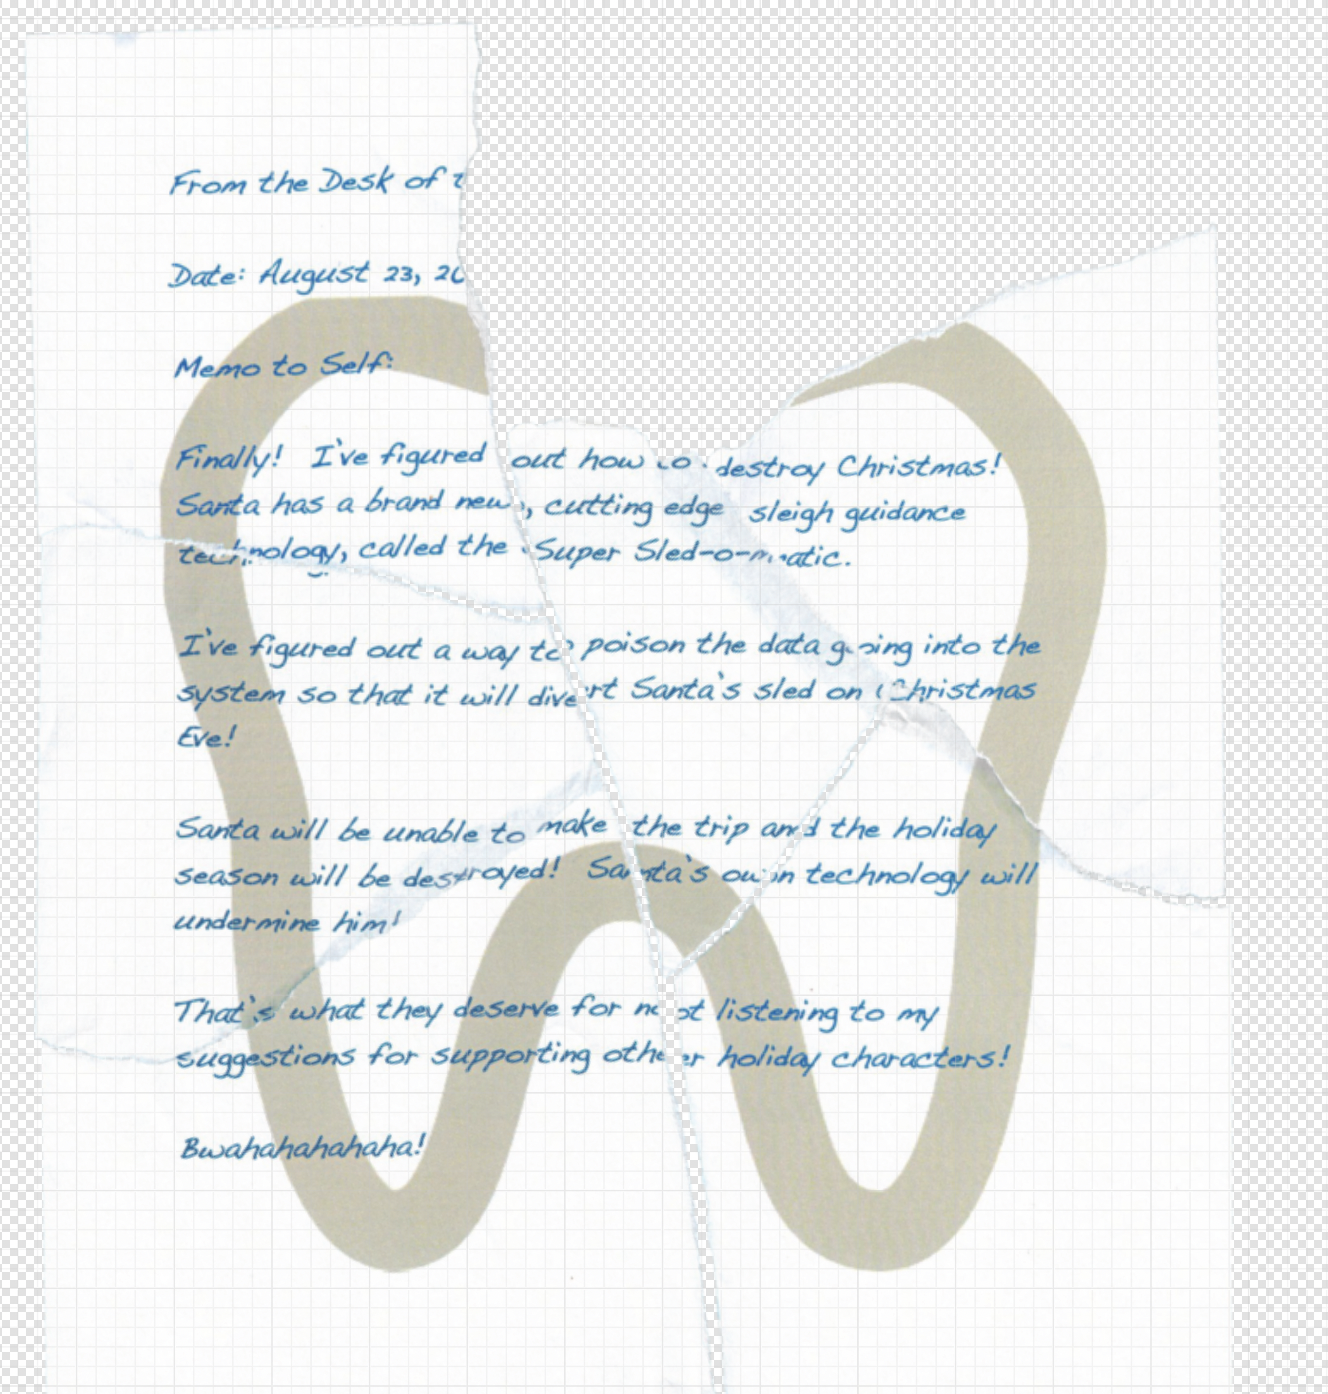 From the Desk of t
Date: August 23, 20
Memo to Self:
Finally! I've figured out how to destroy Christmas!
Santa has a brand new, cutting edge sleigh guidance
technology, called the Super Sled-o-matic.
I've figured out a way to poison the data going into the
system so that it will divert Santa's sled on Christmas
Eve!
Santa will be unable to make the trip and the holiday
season will be destroyed! Santa's own technology will
undermine him!
That's what they deserve for not listening to my
suggestions for supporting other holiday characters!
Bwahahahahaha!